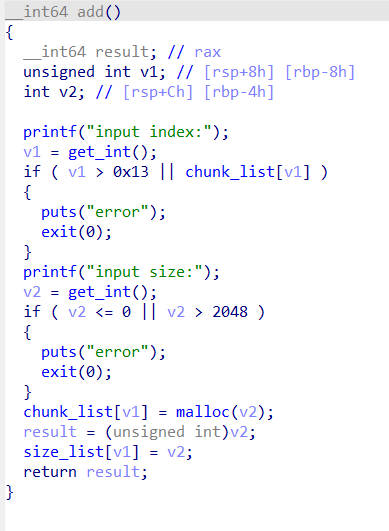 __int64 add()
{
  __int64 result; // rax
  unsigned int v1; // [rsp+8h] [rbp-8h]
  int v2; // [rsp+Ch] [rbp-4h]

  printf("input index:");
  v1 = get_int();
  if ( v1 > 0x13 || chunk_list[v1] )
  {
    puts("error");
    exit(0);
  }
  printf("input size:");
  v2 = get_int();
  if ( v2 <= 0 || v2 > 2048 )
  {
    puts("error");
    exit(0);
  }
  chunk_list[v1] = malloc(v2);
  result = (unsigned int)v2;
  size_list[v1] = v2;
  return result;
}